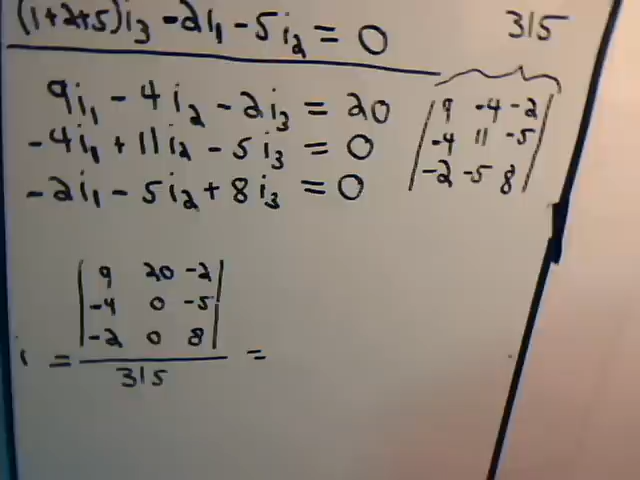 (1+2+5)i₃ - 2i₁ - 5i₂ = 0
315
9i₁ - 4i₂ - 2i₃ = 20
-4i₁ + 11i₂ - 5i₃ = 0
-2i₁ - 5i₂ + 8i₃ = 0
| 9 -4 -2 |
| -4 11 -5 |
| -2 -5 8 |
| 9 20 -2 |
| -4 0 -5 |
| -2 0 8 |
i = =
315